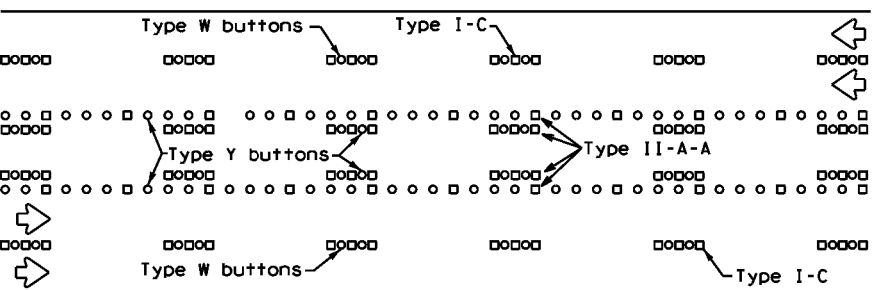 Type W buttons
Type I-C
Type Y buttons
Type II-A-A
Type W buttons
Type I-C